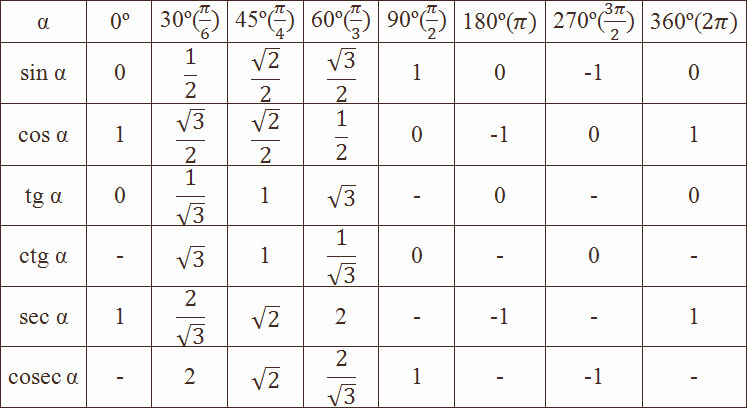 α 0º 30º(π/6) 45º(π/4) 60º(π/3) 90º(π/2) 180º(π) 270º(3π/2) 360º(2π)
sin α 0 1/2 √2/2 √3/2 1 0 -1 0
cos α 1 √3/2 √2/2 1/2 0 -1 0 1
tg α 0 1/√3 1 √3 - 0 - 0
ctg α - √3 1 1/√3 0 - 0 -
sec α 1 2/√3 √2 2 - -1 - 1
cosec α - 2 √2 2/√3 1 - -1 -